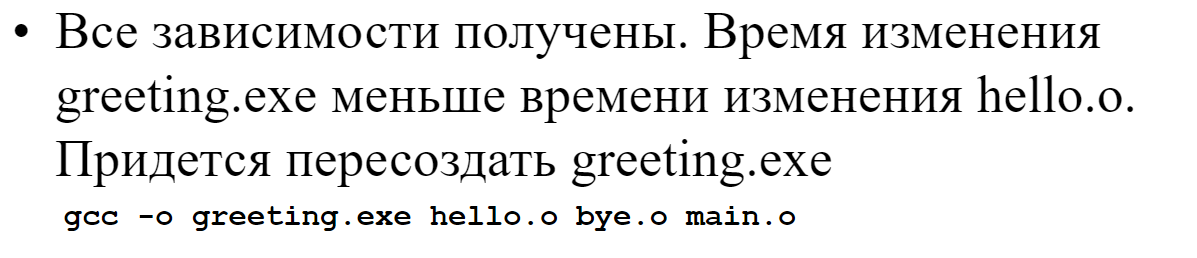 • Все зависимости получены. Время изменения
greeting.exe меньше времени изменения hello.o.
Придется пересоздать greeting.exe
gcc -o greeting.exe hello.o bye.o main.o